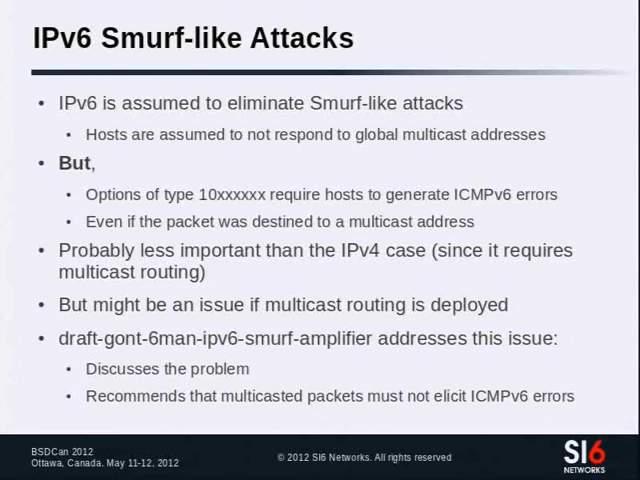 IPv6 Smurf-like Attacks
• IPv6 is assumed to eliminate Smurf-like attacks
• Hosts are assumed to not respond to global multicast addresses
• But,
• Options of type 10xxxxxx require hosts to generate ICMPv6 errors
• Even if the packet was destined to a multicast address
• Probably less important than the IPv4 case (since it requires
multicast routing)
• But might be an issue if multicast routing is deployed
• draft-gont-6man-ipv6-smurf-amplifier addresses this issue:
• Discusses the problem
• Recommends that multicasted packets must not elicit ICMPv6 errors
BSDCan 2012
Ottawa, Canada. May 11-12, 2012
© 2012 SI6 Networks. All rights reserved
SI6
NETWORKS